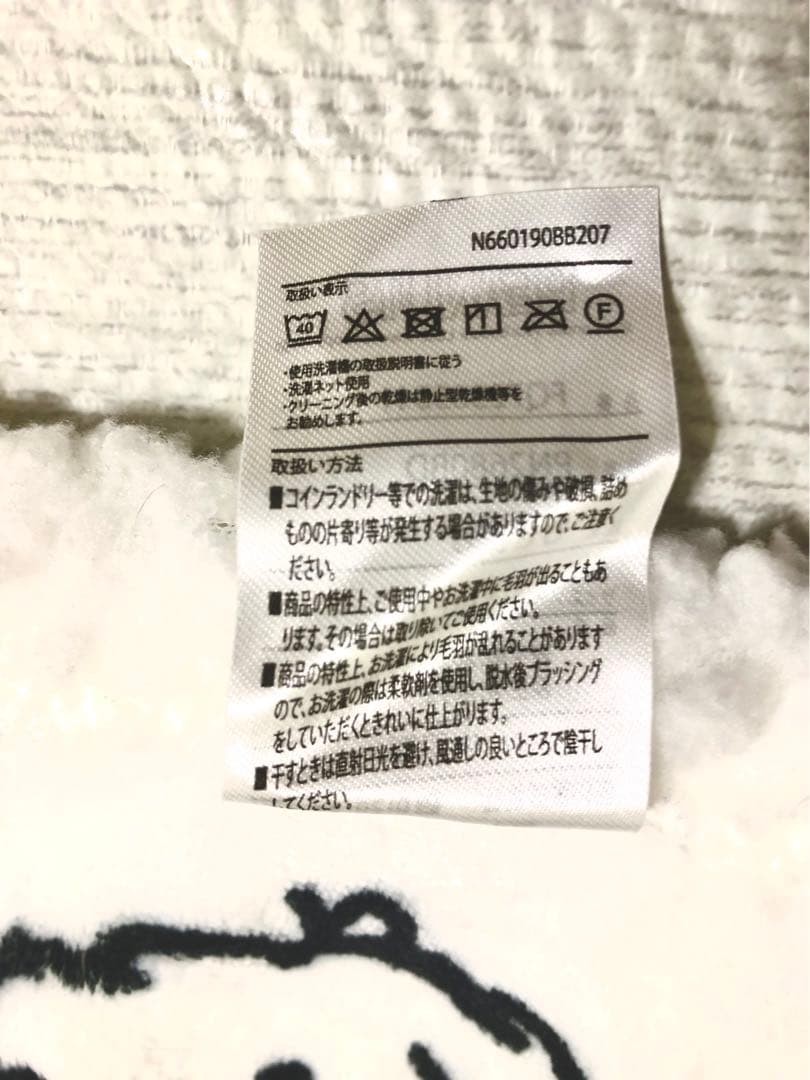 N660190BB207
取扱い表示
40 F
・使用洗濯機の取扱説明書に従う
・洗濯ネット使用
・クリーニング後の乾燥は静止型乾燥機等を
お勧めします。
取扱い方法
■コインランドリー等での洗濯は、生地の傷みや破損、詰め
ものの片寄り等が発生する場合がありますので、ご注意く
ださい。
■商品の特性上、ご使用中やお洗濯中に毛羽が出ることもあ
ります。その場合は取り除いてご使用ください。
■商品の特性上、お洗濯により毛羽が乱れることがあります
ので、お洗濯の際は柔軟剤を使用し、脱水後ブラッシング
をしていただくときれいに仕上がります。
■干すときは直射日光を避け、風通しの良いところで陰干し
してください。